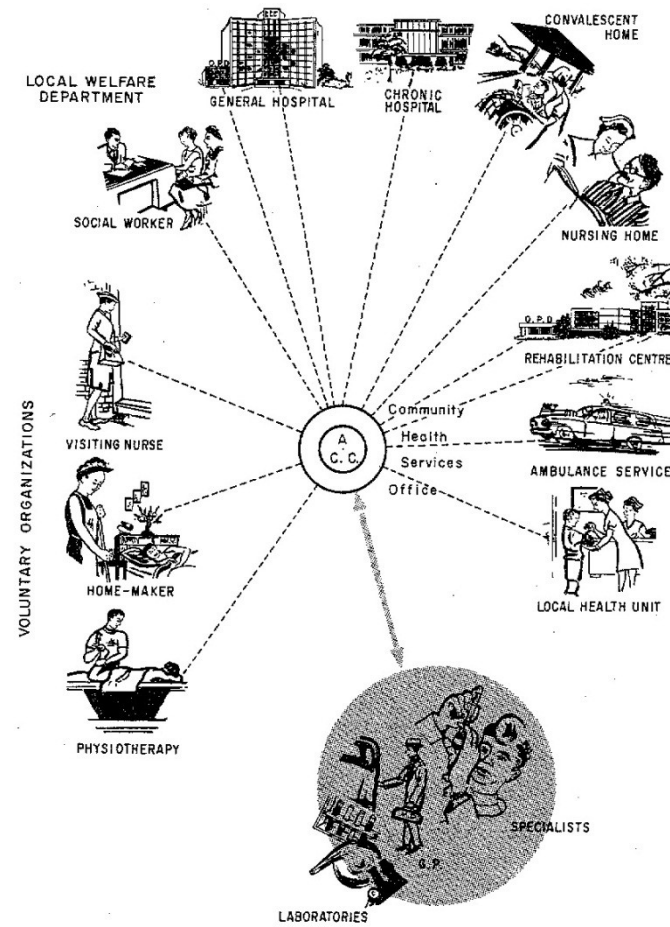 CONVALESCENT
HOME
LOCAL WELFARE
DEPARTMENT
GENERAL HOSPITAL
CHRONIC
HOSPITAL
SOCIAL WORKER
NURSING HOME
O.P.D
REHABILITATION CENTRE
VISITING NURSE
AMBULANCE SERVICE
Community
Health
Services
Office
A
C. C.
HOME-MAKER
LOCAL HEALTH UNIT
VOLUNTARY ORGANIZATIONS
PHYSIOTHERAPY
SPECIALISTS
G.P.
LABORATORIES